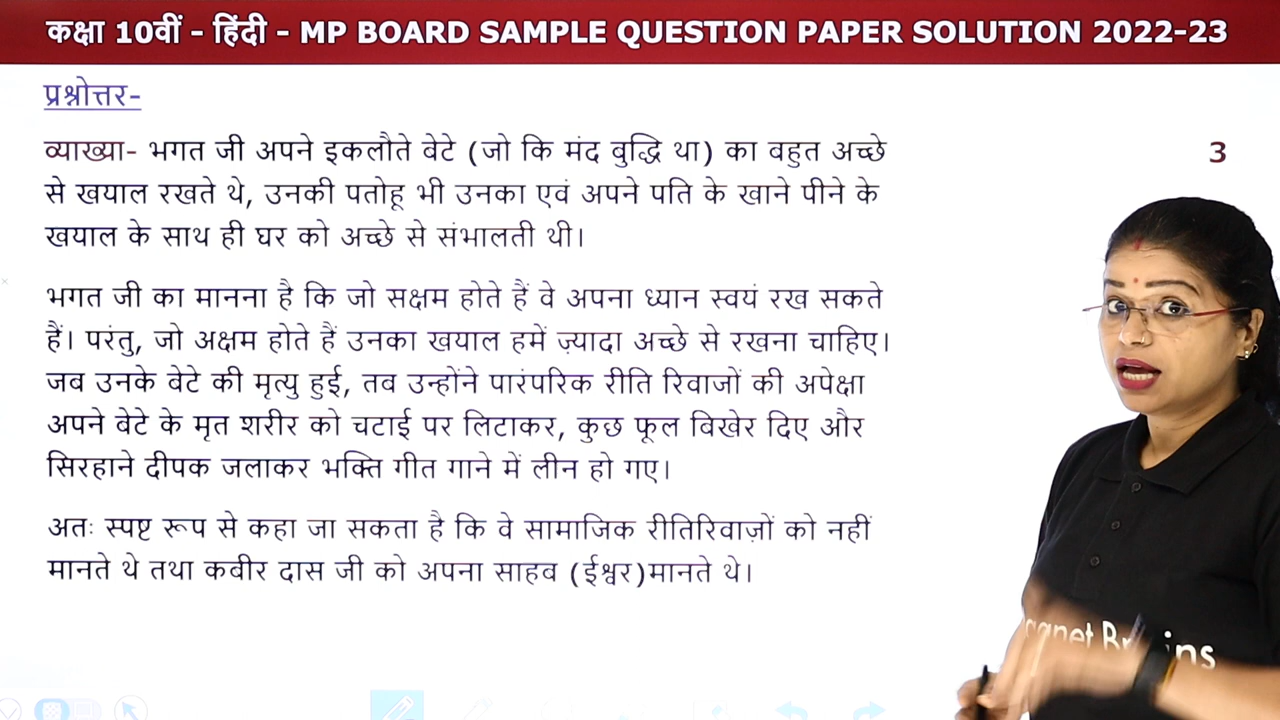 कक्षा 10वीं - हिंदी - MP BOARD SAMPLE QUESTION PAPER SOLUTION 2022-23
प्रश्नोत्तर-
व्याख्या- भगत जी अपने इकलौते बेटे (जो कि मंद बुद्धि था) का बहुत अच्छे
3
से खयाल रखते थे, उनकी पतोहू भी उनका एवं अपने पति के खाने पीने के
खयाल के साथ ही घर को अच्छे से संभालती थी।
भगत जी का मानना है कि जो सक्षम होते हैं वे अपना ध्यान स्वयं रख सकते
हैं। परंतु, जो अक्षम होते हैं उनका खयाल हमें ज़्यादा अच्छे से रखना चाहिए।
जब उनके बेटे की मृत्यु हुई, तब उन्होंने पारंपरिक रीति रिवाजों की अपेक्षा
अपने बेटे के मृत शरीर को चटाई पर लिटाकर, कुछ फूल विखेर दिए और
सिरहाने दीपक जलाकर भक्ति गीत गाने में लीन हो गए।
अतः स्पष्ट रूप से कहा जा सकता है कि वे सामाजिक रीतिरिवाज़ों को नहीं
मानते थे तथा कबीर दास जी को अपना साहव (ईश्वर)मानते थे।